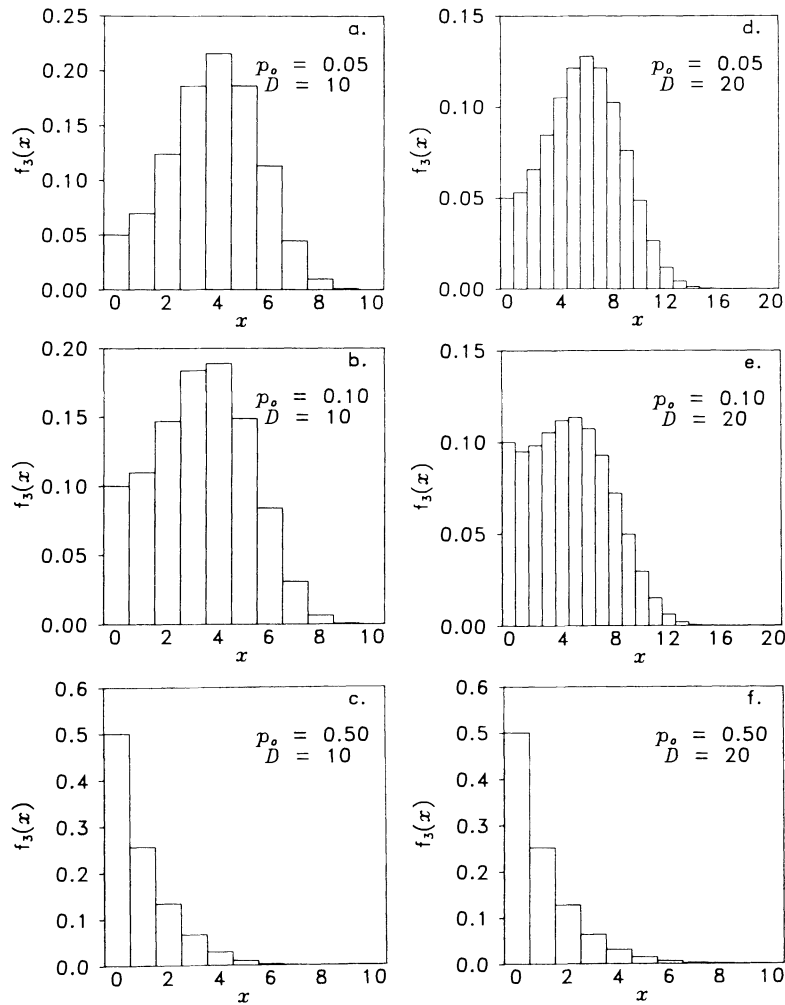 a.
p₀ = 0.05
D = 10
0.25
0.20
0.15
0.10
0.05
0.00
f₃(x)
0 2 4 6 8 10
x
d.
p₀ = 0.05
D = 20
0.15
0.10
0.05
0.00
f₃(x)
0 4 8 12 16 20
x
b.
p₀ = 0.10
D = 10
0.20
0.15
0.10
0.05
0.00
f₃(x)
0 2 4 6 8 10
x
e.
p₀ = 0.10
D = 20
0.15
0.10
0.05
0.00
f₃(x)
0 4 8 12 16 20
x
c.
p₀ = 0.50
D = 10
0.6
0.5
0.4
0.3
0.2
0.1
0.0
f₃(x)
0 2 4 6 8 10
x
f.
p₀ = 0.50
D = 20
0.6
0.5
0.4
0.3
0.2
0.1
0.0
f₃(x)
0 2 4 6 8 10
x